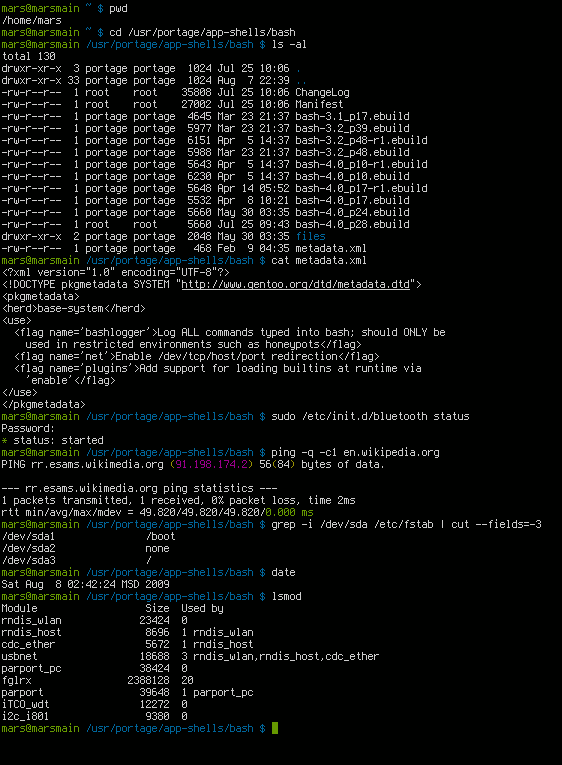 mars@marsmain ~ $ pwd
/home/mars
mars@marsmain ~ $ cd /usr/portage/app-shells/bash
mars@marsmain /usr/portage/app-shells/bash $ ls -al
total 130
drwxr-xr-x  3 portage portage  1024 Jul 25 10:06 .
drwxr-xr-x 33 portage portage  1024 Aug  7 22:39 ..
-rw-r--r--  1 root    root    35808 Jul 25 10:06 ChangeLog
-rw-r--r--  1 root    root    27002 Jul 25 10:06 Manifest
-rw-r--r--  1 portage portage  4645 Mar 23 21:37 bash-3.1_p17.ebuild
-rw-r--r--  1 portage portage  5977 Mar 23 21:37 bash-3.2_p39.ebuild
-rw-r--r--  1 portage portage  6151 Apr  5 14:37 bash-3.2_p48-r1.ebuild
-rw-r--r--  1 portage portage  5988 Mar 23 21:37 bash-3.2_p48.ebuild
-rw-r--r--  1 portage portage  5643 Apr  5 14:37 bash-4.0_p10-r1.ebuild
-rw-r--r--  1 portage portage  6230 Apr  5 14:37 bash-4.0_p10.ebuild
-rw-r--r--  1 portage portage  5648 Apr 14 05:52 bash-4.0_p17-r1.ebuild
-rw-r--r--  1 portage portage  5532 Apr  8 10:21 bash-4.0_p17.ebuild
-rw-r--r--  1 portage portage  5660 May 30 03:35 bash-4.0_p24.ebuild
-rw-r--r--  1 root    root     5660 Jul 25 09:43 bash-4.0_p28.ebuild
drwxr-xr-x  2 portage portage  2048 May 30 03:35 files
-rw-r--r--  1 portage portage   468 Feb  9 04:35 metadata.xml
mars@marsmain /usr/portage/app-shells/bash $ cat metadata.xml
<?xml version="1.0" encoding="UTF-8"?>
<!DOCTYPE pkgmetadata SYSTEM "http://www.gentoo.org/dtd/metadata.dtd">
<pkgmetadata>
<herd>base-system</herd>
<use>
  <flag name='bashlogger'>Log ALL commands typed into bash; should ONLY be
    used in restricted environments such as honeypots</flag>
  <flag name='net'>Enable /dev/tcp/host/port redirection</flag>
  <flag name='plugins'>Add support for loading builtins at runtime via
    'enable'</flag>
</use>
</pkgmetadata>
mars@marsmain /usr/portage/app-shells/bash $ sudo /etc/init.d/bluetooth status
Password:
* status: started
mars@marsmain /usr/portage/app-shells/bash $ ping -q -c1 en.wikipedia.org
PING rr.esams.wikimedia.org (91.198.174.2) 56(84) bytes of data.

--- rr.esams.wikimedia.org ping statistics ---
1 packets transmitted, 1 received, 0% packet loss, time 2ms
rtt min/avg/max/mdev = 49.820/49.820/49.820/0.000 ms
mars@marsmain /usr/portage/app-shells/bash $ grep -i /dev/sda /etc/fstab | cut --fields=-3
/dev/sda1               /boot
/dev/sda2               none
/dev/sda3               /
mars@marsmain /usr/portage/app-shells/bash $ date
Sat Aug  8 02:42:24 MSD 2009
mars@marsmain /usr/portage/app-shells/bash $ lsmod
Module                  Size  Used by
rndis_wlan             23424  0
rndis_host              8696  1 rndis_wlan
cdc_ether               5672  1 rndis_host
usbnet                 18688  3 rndis_wlan,rndis_host,cdc_ether
parport_pc             38424  0
fglrx                2388128  20
parport                39648  1 parport_pc
iTCO_wdt               12272  0
i2c_i801                9380  0
mars@marsmain /usr/portage/app-shells/bash $